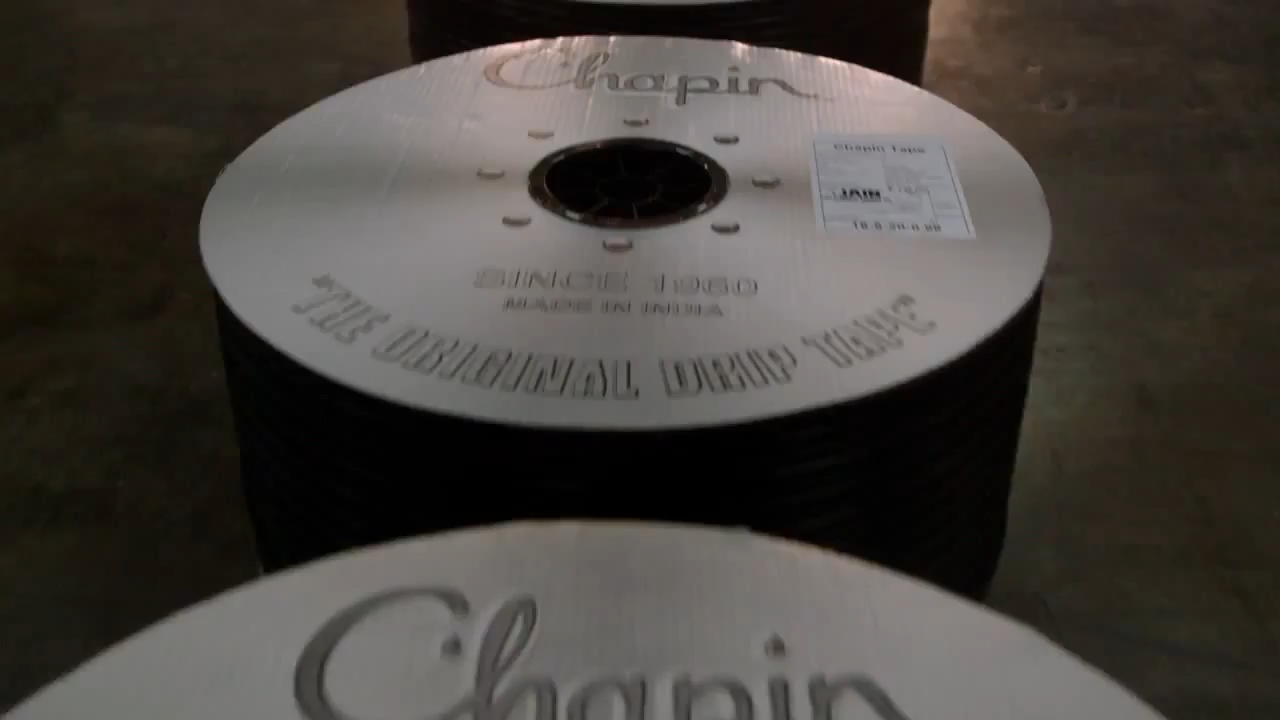 Chapin
Chapin Tape
JAIN
SINCE 1960
MADE IN INDIA
"THE ORIGINAL DRIP TAPE"
Chapin